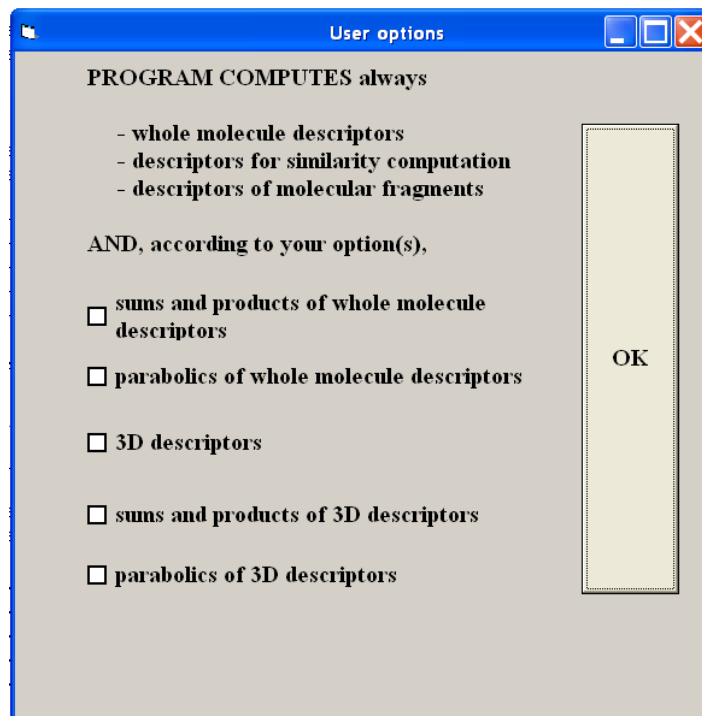 User options
PROGRAM COMPUTES always
- whole molecule descriptors
- descriptors for similarity computation
- descriptors of molecular fragments
AND, according to your option(s),
sums and products of whole molecule
descriptors
parabolics of whole molecule descriptors
3D descriptors
sums and products of 3D descriptors
parabolics of 3D descriptors
OK